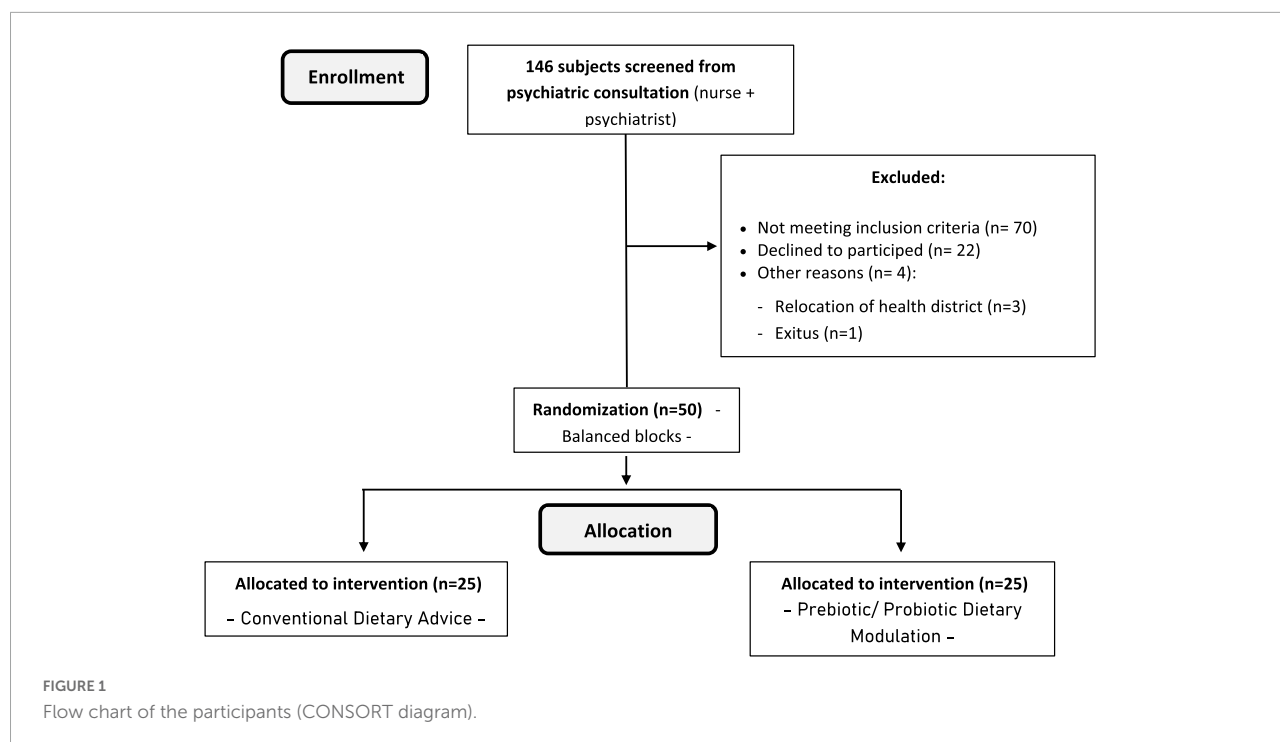 Enrollment
146 subjects screened from
psychiatric consultation (nurse +
psychiatrist)
Excluded:
• Not meeting inclusion criteria (n= 70)
• Declined to participed (n= 22)
• Other reasons (n= 4):
- Relocation of health district (n=3)
- Exitus (n=1)
Randomization (n=50) -
Balanced blocks -
Allocation
Allocated to intervention (n=25)
– Conventional Dietary Advice –
Allocated to intervention (n=25)
– Prebiotic/ Probiotic Dietary
Modulation –
FIGURE 1
Flow chart of the participants (CONSORT diagram).